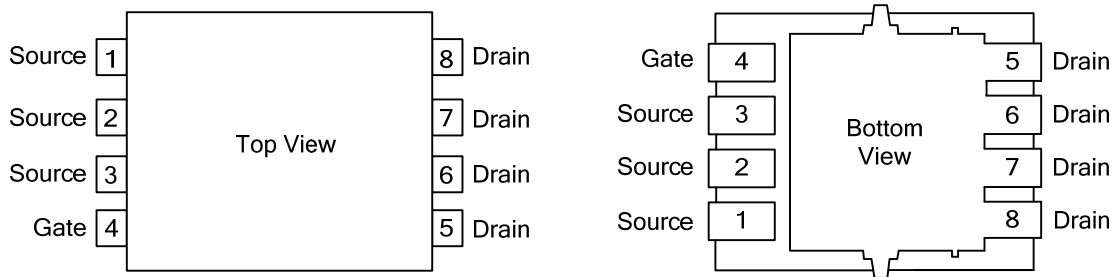 Source 1
Source 2
Source 3
Gate 4
Top View
8 Drain
7 Drain
6 Drain
5 Drain
Gate 4
Source 3
Source 2
Source 1
Bottom
View
5 Drain
6 Drain
7 Drain
8 Drain